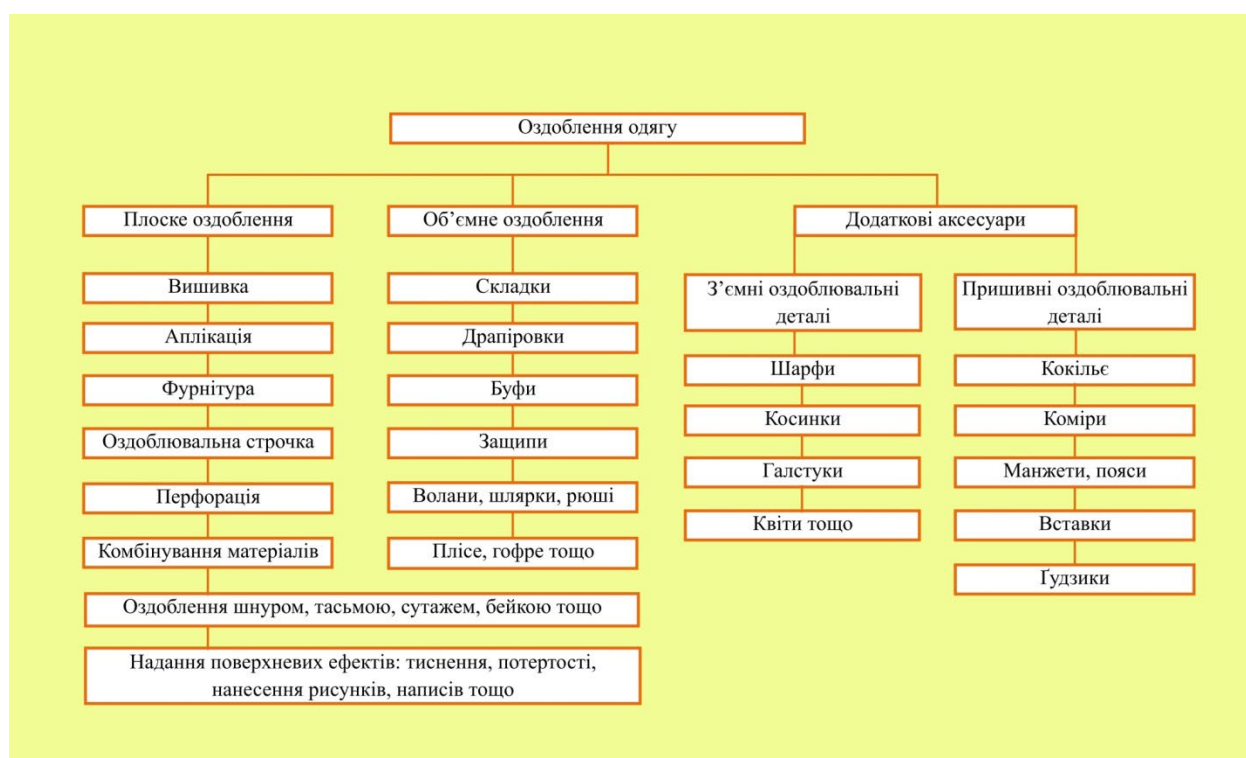 Оздоблення одягу
Плоске оздоблення
Вишивка
Аплікація
Фурнітура
Оздоблювальна строчка
Перфорація
Комбінування матеріалів
Оздоблення шнуром, тасьмою, сутажем, бейкою тощо
Надання поверхневих ефектів: тиснення, потертості,
нанесення рисунків, написів тощо
Об’ємне оздоблення
Складки
Драпіровки
Буфи
Защипи
Волани, шлярки, рюші
Плісе, гофре тощо
Додаткові аксесуари
З’ємні оздоблювальні
деталі
Шарфи
Косинки
Галстуки
Квіти тощо
Пришивні оздоблювальні
деталі
Кокільє
Коміри
Манжети, пояси
Вставки
Ґудзики